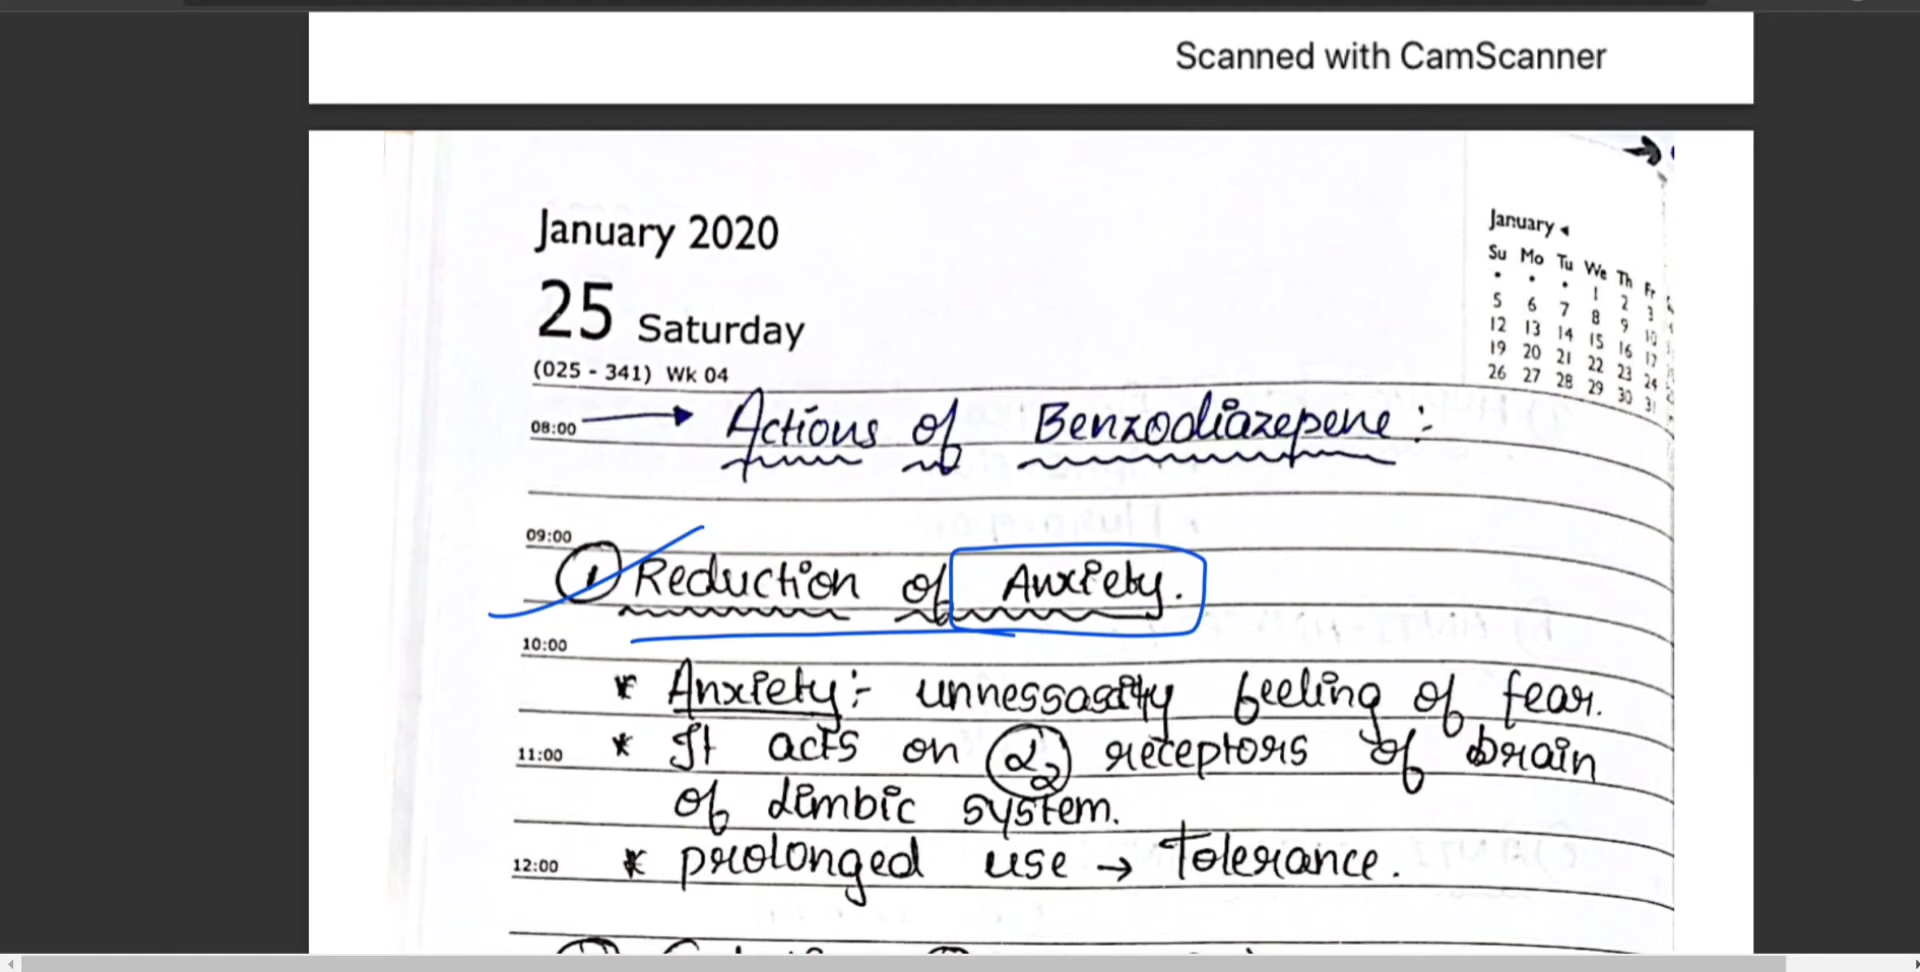 Scanned with CamScanner
January 2020
25 Saturday
(025 - 341) Wk 04
January ◂
Su Mo Tu We Th Fr
• • • 1 2 3
5 6 7 8 9 10
12 13 14 15 16 17
19 20 21 22 23 24
26 27 28 29 30 31
08:00 → Actions of Benzodiazepene :-
09:00
① Reduction of Anxiety.
10:00
* Anxiety :- unnessasity feeling of fear.
11:00 * It acts on α2 receptors of brain
of Limbic system.
12:00 * prolonged use → Tolerance.